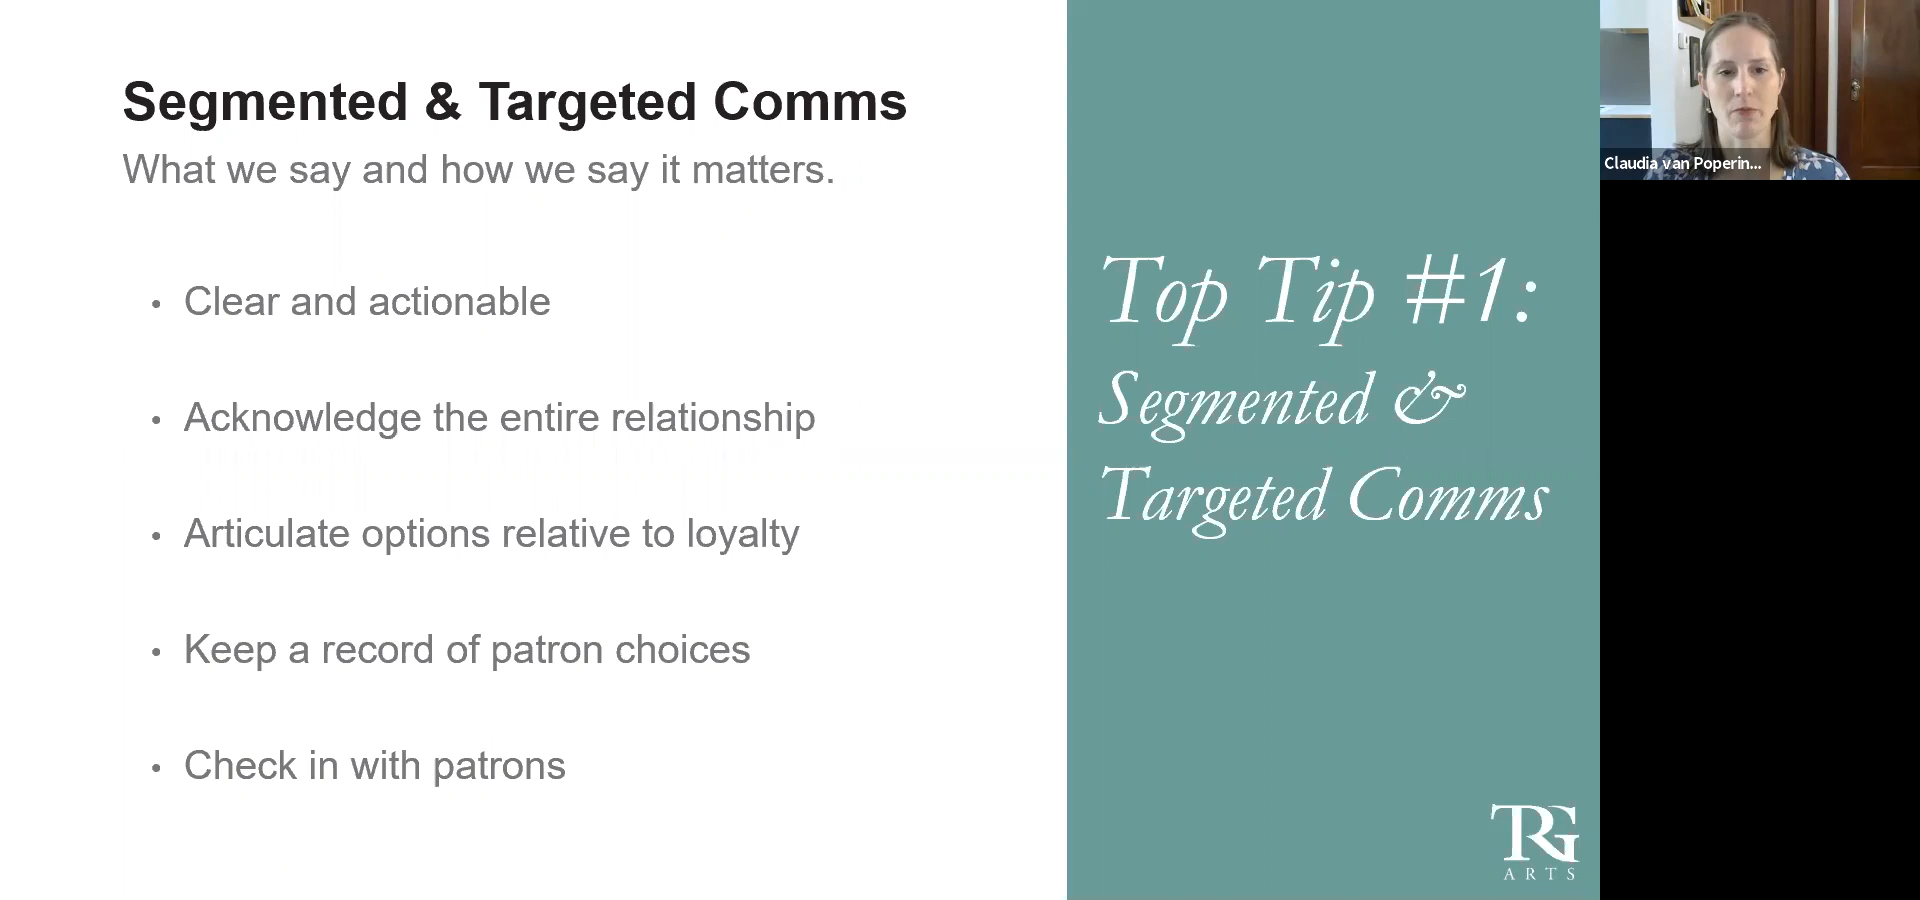 Segmented & Targeted Comms
What we say and how we say it matters.
• Clear and actionable
• Acknowledge the entire relationship
• Articulate options relative to loyalty
• Keep a record of patron choices
• Check in with patrons
Top Tip #1:
Segmented &
Targeted Comms
TRG
ARTS
Claudia van Poperin...